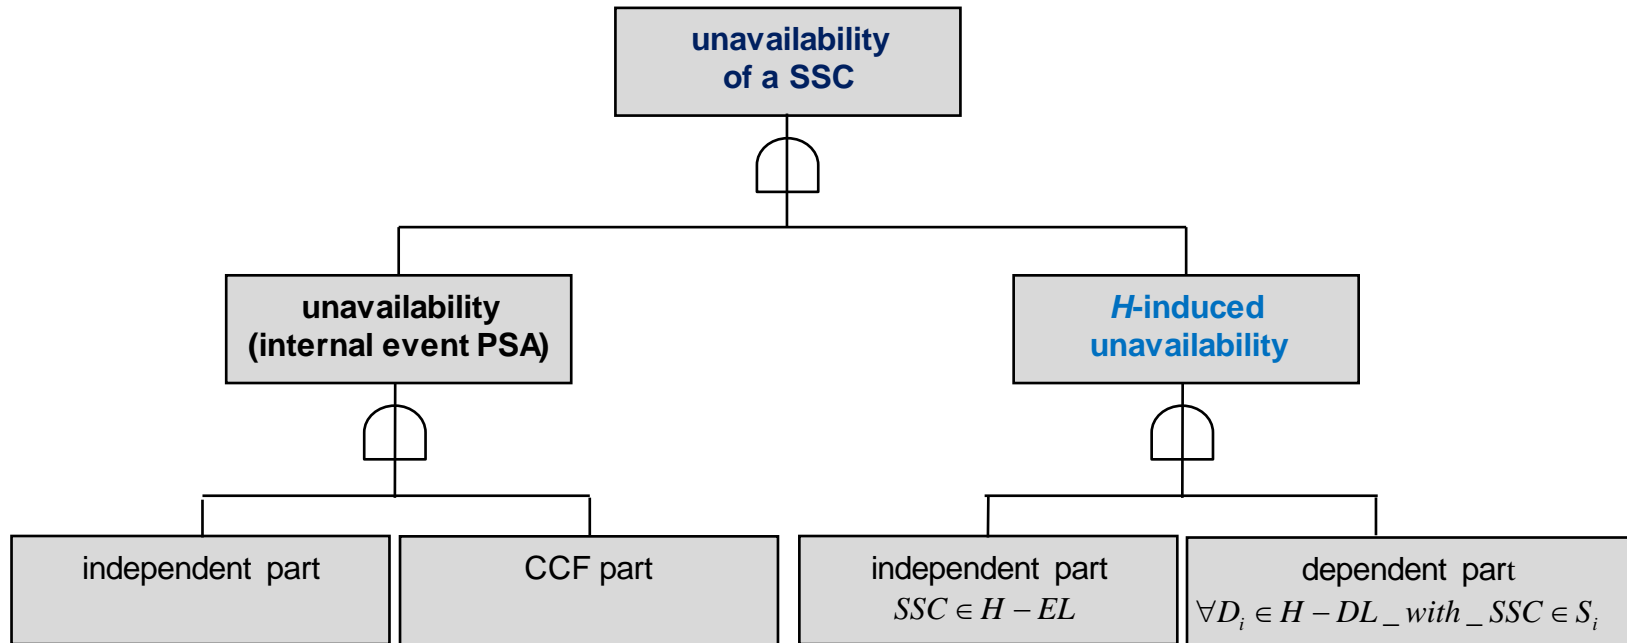 unavailability
of a SSC
unavailability
(internal event PSA)
H-induced
unavailability
independent part
CCF part
independent part
SSC ∈ H − EL
dependent part
∀D_i ∈ H − DL _ with _ SSC ∈ S_i